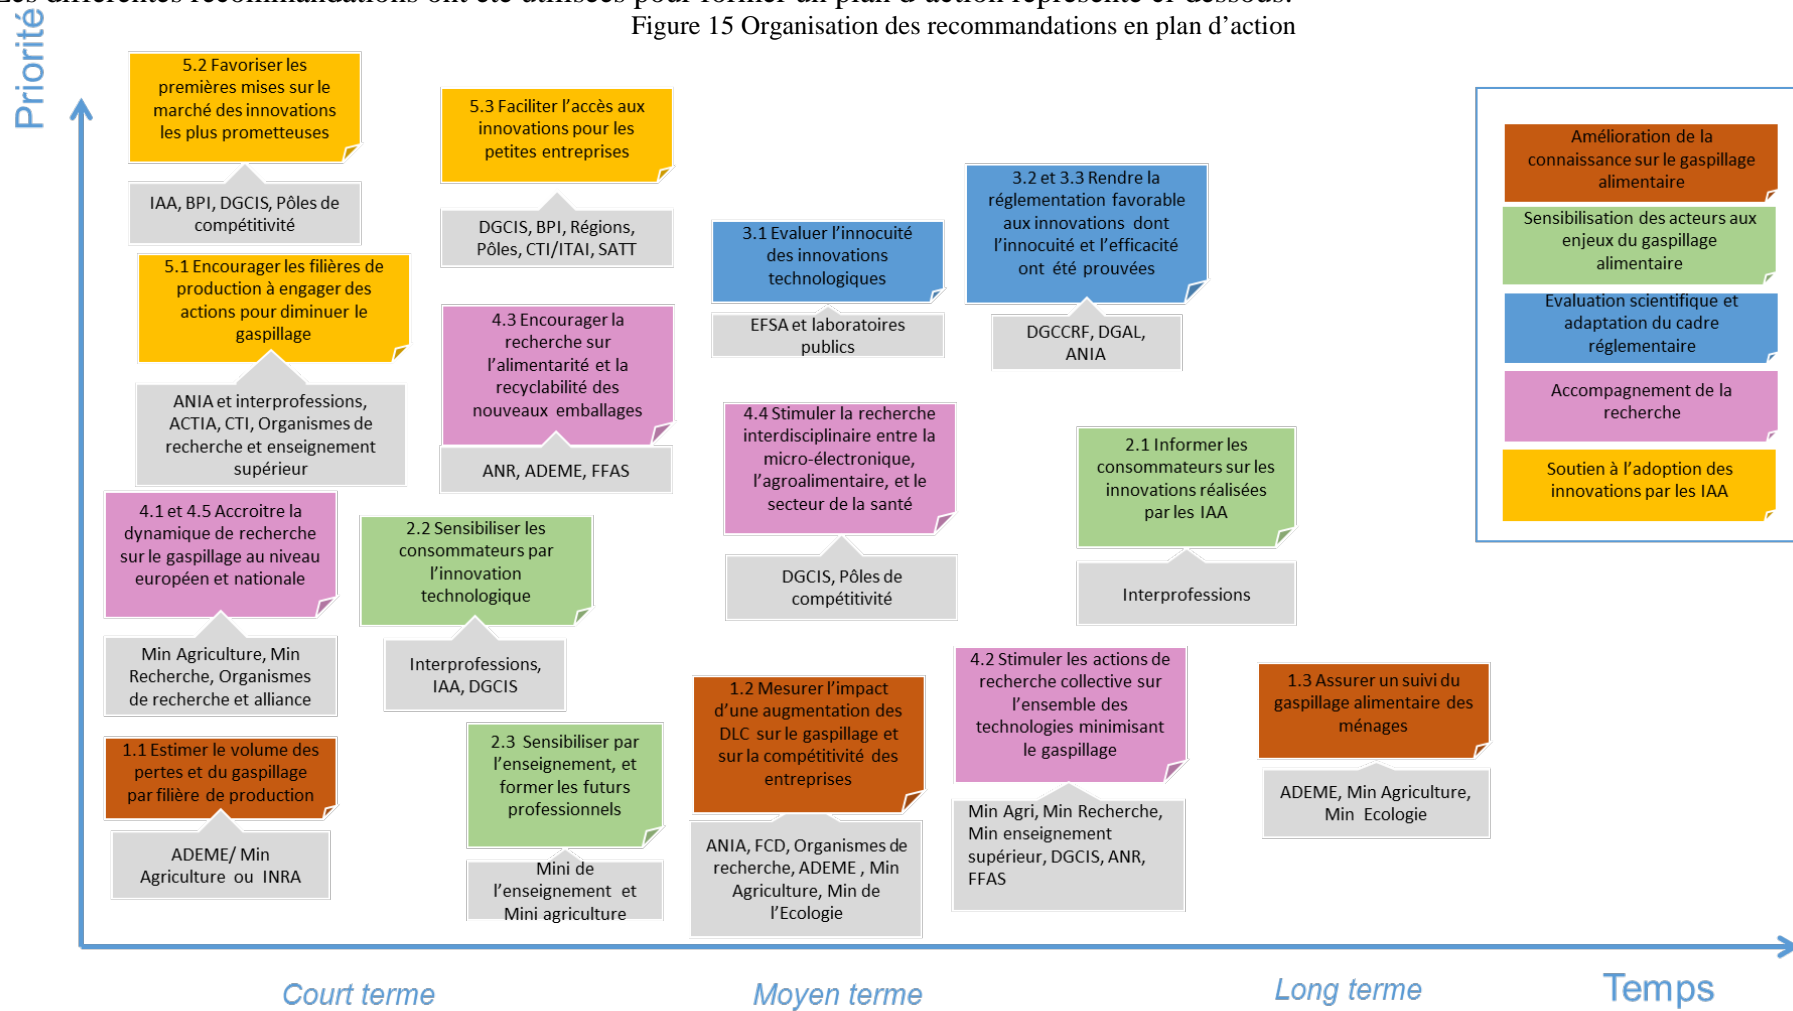 Les différentes recommandations ont été utilisées pour former un plan d'action représenté ci-dessous.
Figure 15 Organisation des recommandations en plan d'action
Priorité
5.2 Favoriser les
premières mises sur le
marché des innovations
les plus prometteuses
IAA, BPI, DGCIS, Pôles de
compétitivité
5.1 Encourager les filières de
production à engager des
actions pour diminuer le
gaspillage
ANIA et interprofessions,
ACTIA, CTI, Organismes de
recherche et enseignement
supérieur
4.1 et 4.5 Accroitre la
dynamique de recherche
sur le gaspillage au niveau
européen et nationale
Min Agriculture, Min
Recherche, Organismes
de recherche et alliance
1.1 Estimer le volume des
pertes et du gaspillage
par filière de production
ADEME/ Min
Agriculture ou INRA
5.3 Faciliter l'accès aux
innovations pour les
petites entreprises
DGCIS, BPI, Régions,
Pôles, CTI/ITAI, SATT
4.3 Encourager la
recherche sur
l'alimentarité et la
recyclabilité des
nouveaux emballages
ANR, ADEME, FFAS
2.2 Sensibiliser les
consommateurs par
l'innovation
technologique
Interprofessions,
IAA, DGCIS
2.3 Sensibiliser par
l'enseignement, et
former les futurs
professionnels
Mini de
l'enseignement et
Mini agriculture
3.1 Evaluer l'innocuité
des innovations
technologiques
EFSA et laboratoires
publics
4.4 Stimuler la recherche
interdisciplinaire entre la
micro-électronique,
l'agroalimentaire, et le
secteur de la santé
DGCIS, Pôles de
compétitivité
1.2 Mesurer l'impact
d'une augmentation des
DLC sur le gaspillage et
sur la compétitivité des
entreprises
ANIA, FCD, Organismes de
recherche, ADEME , Min
Agriculture, Min de
l'Ecologie
3.2 et 3.3 Rendre la
réglementation favorable
aux innovations dont
l'innocuité et l'efficacité
ont été prouvées
DGCCRF, DGAL,
ANIA
2.1 Informer les
consommateurs sur les
innovations réalisées
par les IAA
Interprofessions
4.2 Stimuler les actions de
recherche collective sur
l'ensemble des
technologies minimisant
le gaspillage
Min Agri, Min Recherche,
Min enseignement
supérieur, DGCIS, ANR,
FFAS
1.3 Assurer un suivi du
gaspillage alimentaire des
ménages
ADEME, Min Agriculture,
Min Ecologie
Amélioration de la
connaissance sur le gaspillage
alimentaire
Sensibilisation des acteurs aux
enjeux du gaspillage
alimentaire
Evaluation scientifique et
adaptation du cadre
réglementaire
Accompagnement de la
recherche
Soutien à l'adoption des
innovations par les IAA
Court terme
Moyen terme
Long terme
Temps